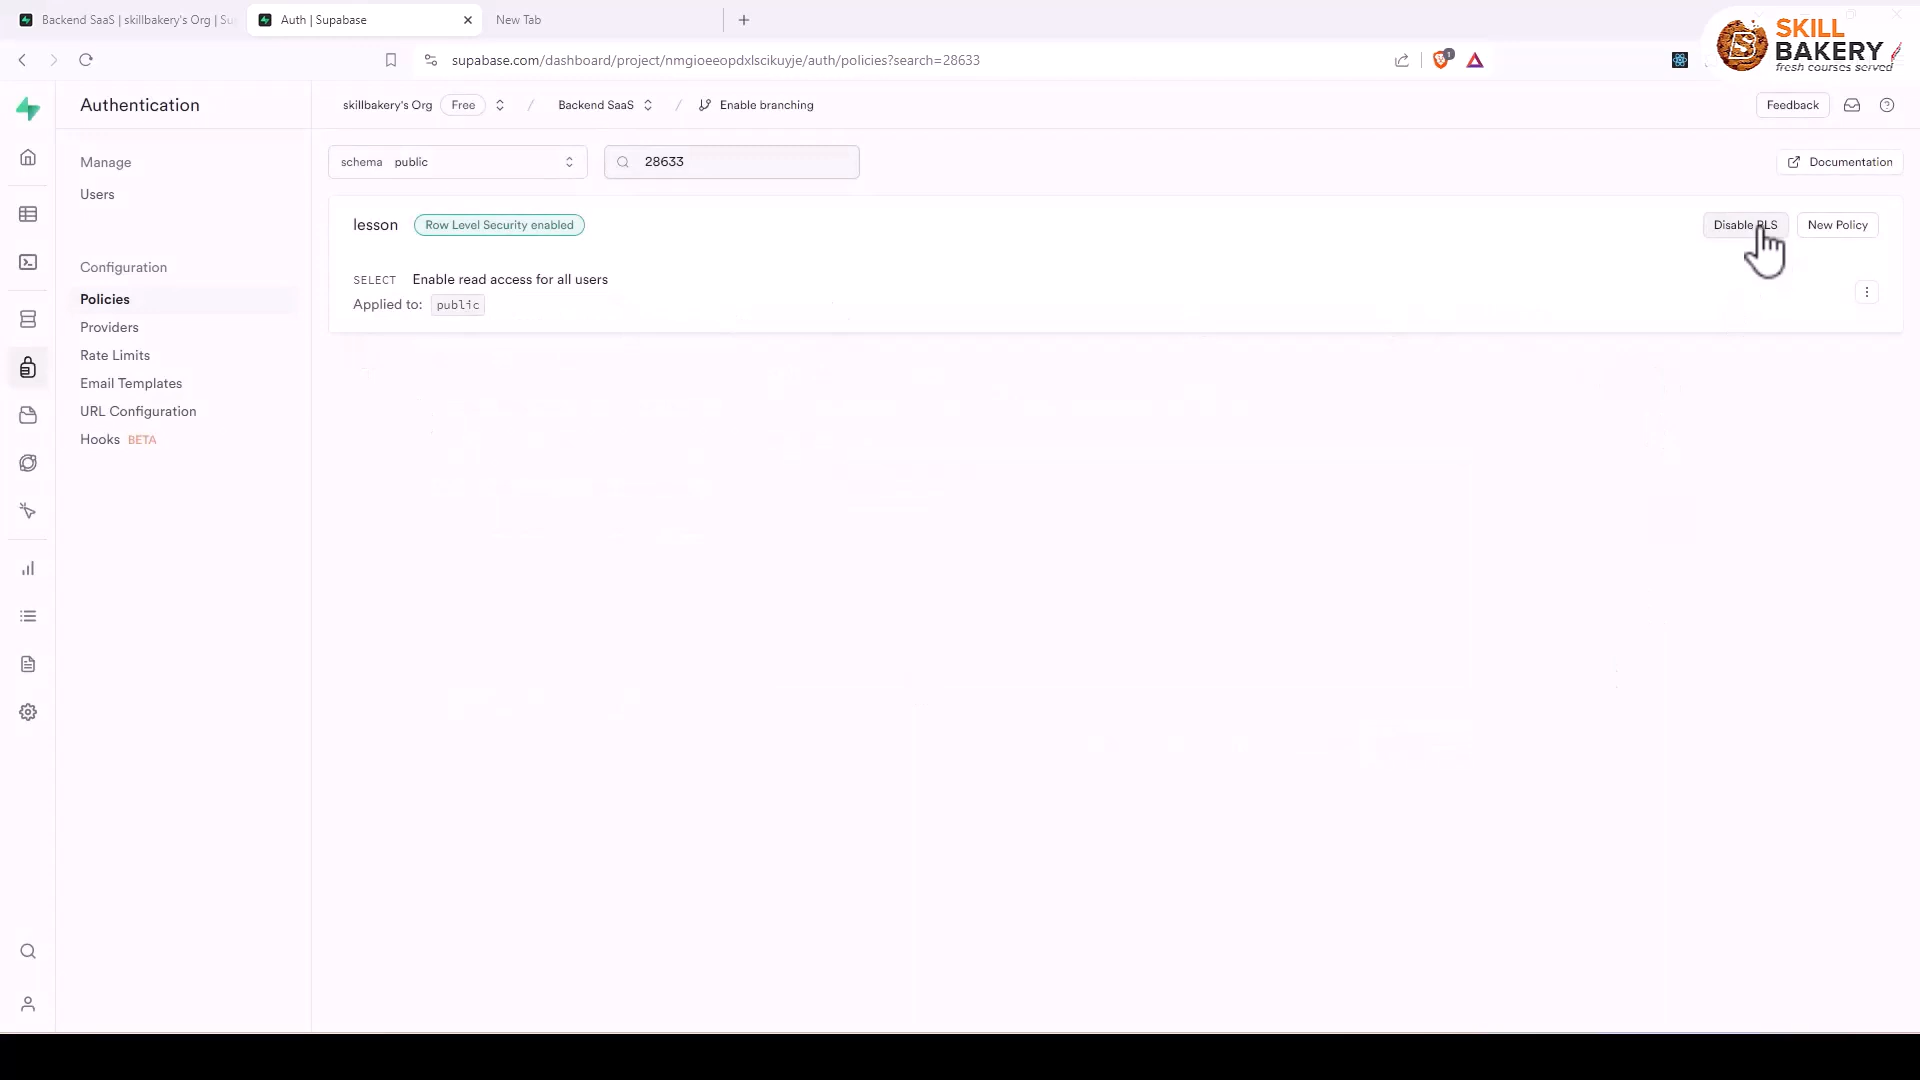 Backend SaaS | skillbakery's Org | Su
Auth | Supabase
New Tab
SKILL
BAKERY
fresh courses served
supabase.com/dashboard/project/nmgioeeopdxlscikuyje/auth/policies?search=28633
1
Authentication
skillbakery's Org Free / Backend SaaS / Enable branching
Feedback
Manage
Users
Configuration
Policies
Providers
Rate Limits
Email Templates
URL Configuration
Hooks BETA
schema public
28633
Documentation
lesson Row Level Security enabled
Disable RLS New Policy
SELECT Enable read access for all users
Applied to: public